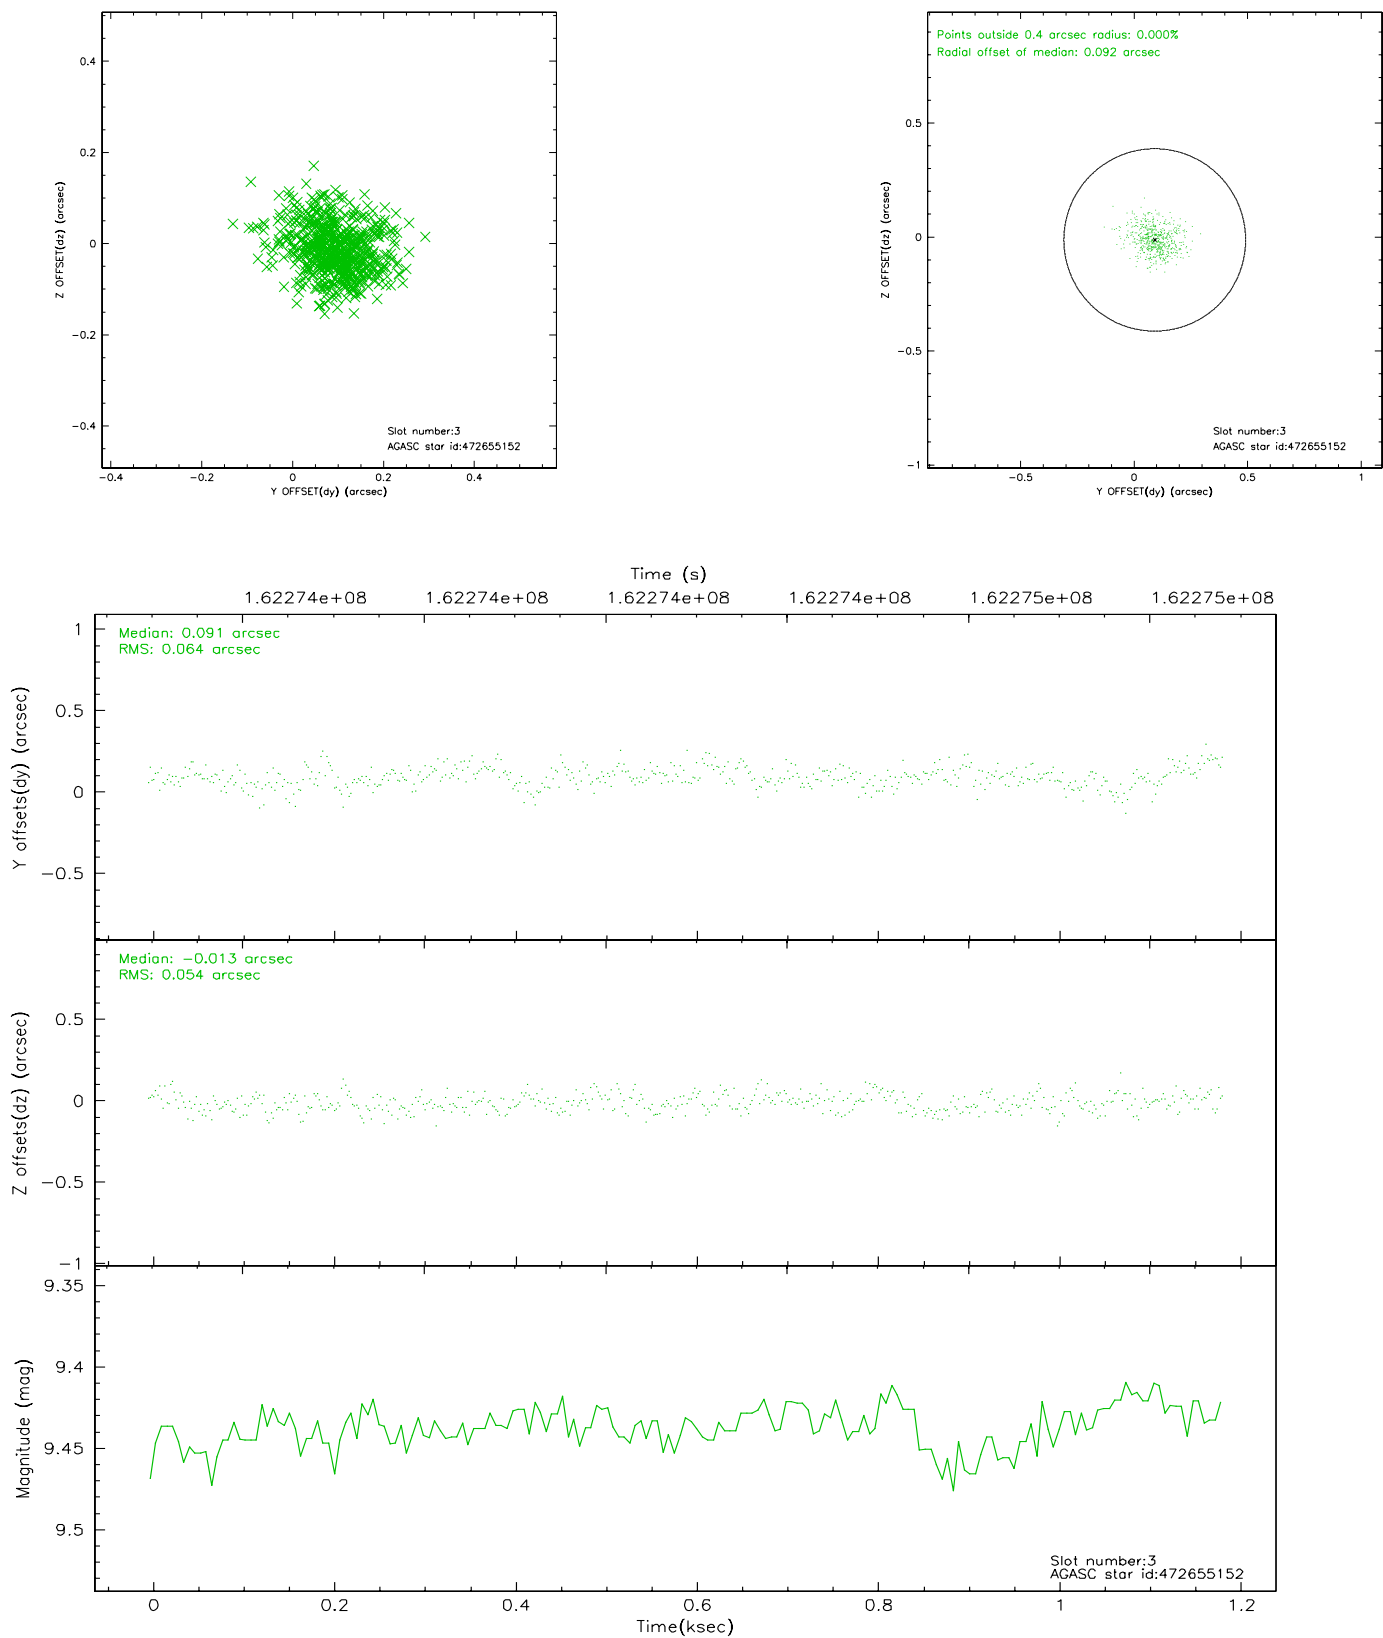 0.4
0.2
0
−0.2
−0.4
Z OFFSET(dz) (arcsec)
−0.4
−0.2
0
0.2
0.4
Y OFFSET(dy) (arcsec)
Slot number:3
AGASC star id:472655152
Points outside 0.4 arcsec radius: 0.000%
Radial offset of median: 0.092 arcsec
0.5
0
−0.5
−1
Z OFFSET(dz) (arcsec)
−0.5
0
0.5
1
Y OFFSET(dy) (arcsec)
Slot number:3
AGASC star id:472655152
Time (s)
1.62274e+08
1.62274e+08
1.62274e+08
1.62274e+08
1.62275e+08
1.62275e+08
Median: 0.091 arcsec
RMS: 0.064 arcsec
1
0.5
0
−0.5
Y offsets(dy) (arcsec)
Median: −0.013 arcsec
RMS: 0.054 arcsec
0.5
0
−0.5
−1
Z offsets(dz) (arcsec)
9.35
9.4
9.45
9.5
Magnitude (mag)
Slot number:3
AGASC star id:472655152
0
0.2
0.4
0.6
0.8
1
1.2
Time(ksec)